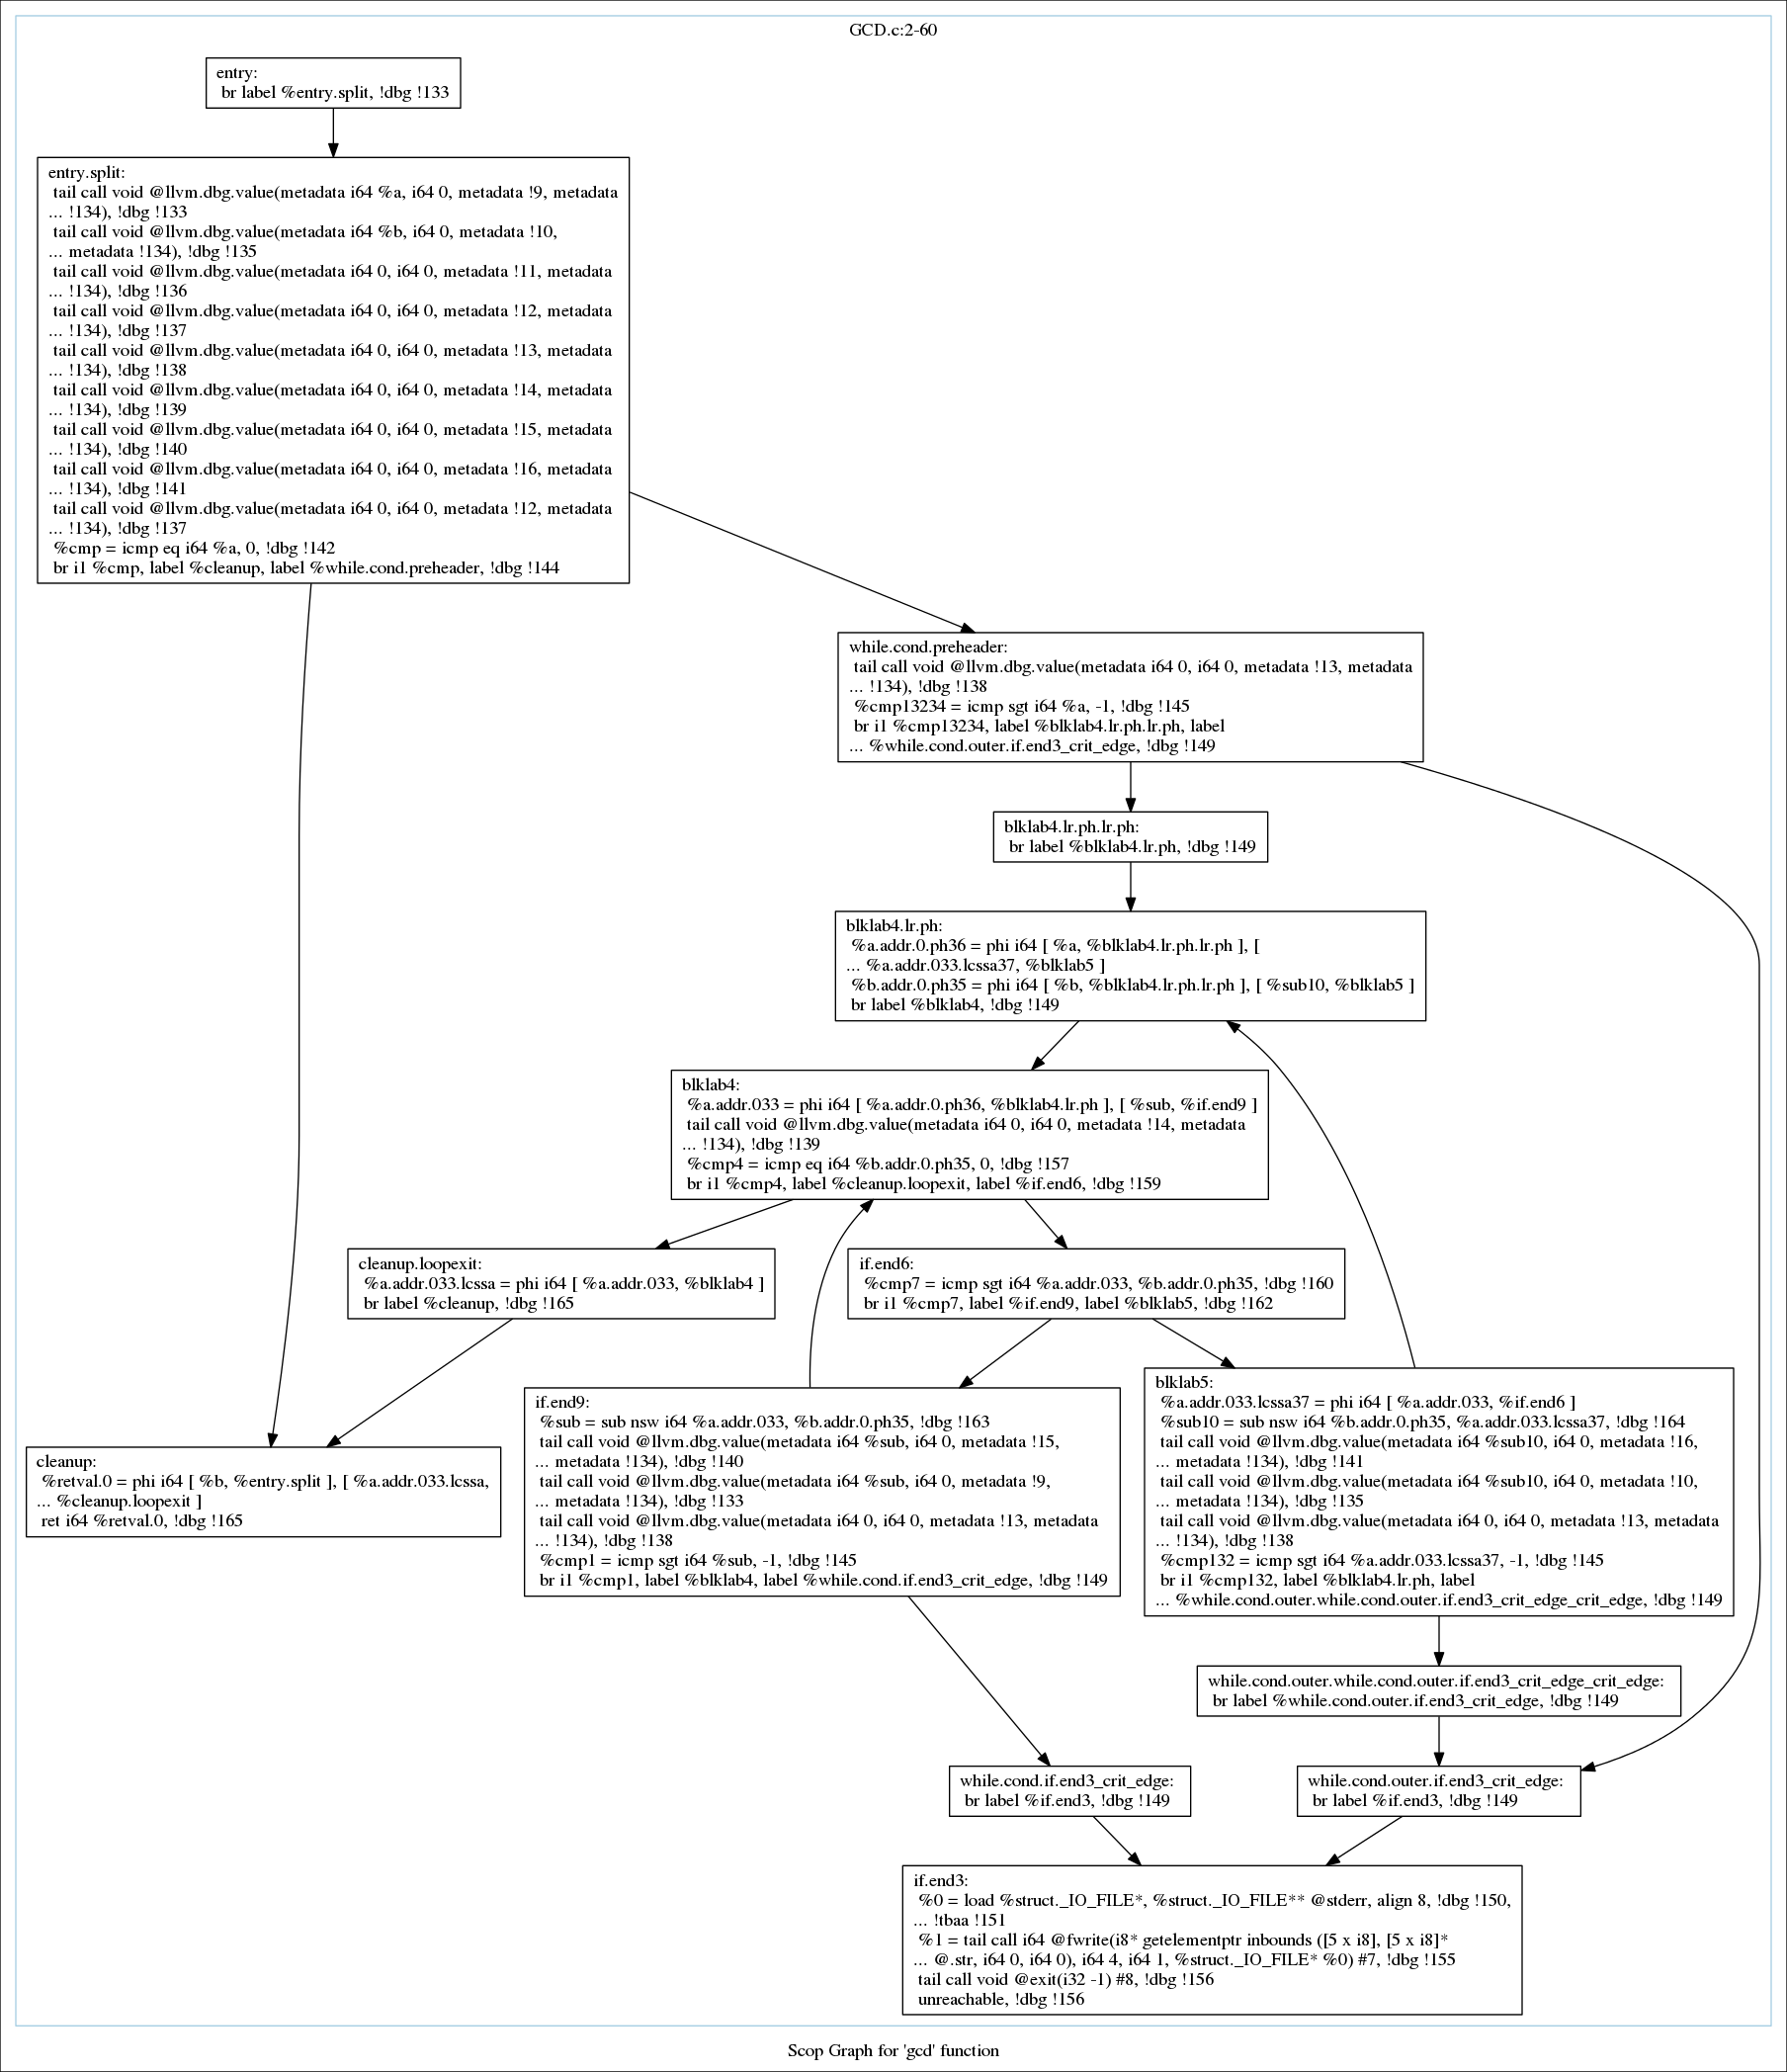 GCD.c:2-60
entry:
br label %entry.split, !dbg !133
entry.split:
tail call void @llvm.dbg.value(metadata i64 %a, i64 0, metadata !9, metadata
... !134), !dbg !133
tail call void @llvm.dbg.value(metadata i64 %b, i64 0, metadata !10,
... metadata !134), !dbg !135
tail call void @llvm.dbg.value(metadata i64 0, i64 0, metadata !11, metadata
... !134), !dbg !136
tail call void @llvm.dbg.value(metadata i64 0, i64 0, metadata !12, metadata
... !134), !dbg !137
tail call void @llvm.dbg.value(metadata i64 0, i64 0, metadata !13, metadata
... !134), !dbg !138
tail call void @llvm.dbg.value(metadata i64 0, i64 0, metadata !14, metadata
... !134), !dbg !139
tail call void @llvm.dbg.value(metadata i64 0, i64 0, metadata !15, metadata
... !134), !dbg !140
tail call void @llvm.dbg.value(metadata i64 0, i64 0, metadata !16, metadata
... !134), !dbg !141
tail call void @llvm.dbg.value(metadata i64 0, i64 0, metadata !12, metadata
... !134), !dbg !137
%cmp = icmp eq i64 %a, 0, !dbg !142
br i1 %cmp, label %cleanup, label %while.cond.preheader, !dbg !144
while.cond.preheader:
tail call void @llvm.dbg.value(metadata i64 0, i64 0, metadata !13, metadata
... !134), !dbg !138
%cmp13234 = icmp sgt i64 %a, -1, !dbg !145
br i1 %cmp13234, label %blklab4.lr.ph.lr.ph, label
... %while.cond.outer.if.end3_crit_edge, !dbg !149
blklab4.lr.ph.lr.ph:
br label %blklab4.lr.ph, !dbg !149
blklab4.lr.ph:
%a.addr.0.ph36 = phi i64 [ %a, %blklab4.lr.ph.lr.ph ], [
... %a.addr.033.lcssa37, %blklab5 ]
%b.addr.0.ph35 = phi i64 [ %b, %blklab4.lr.ph.lr.ph ], [ %sub10, %blklab5 ]
br label %blklab4, !dbg !149
blklab4:
%a.addr.033 = phi i64 [ %a.addr.0.ph36, %blklab4.lr.ph ], [ %sub, %if.end9 ]
tail call void @llvm.dbg.value(metadata i64 0, i64 0, metadata !14, metadata
... !134), !dbg !139
%cmp4 = icmp eq i64 %b.addr.0.ph35, 0, !dbg !157
br i1 %cmp4, label %cleanup.loopexit, label %if.end6, !dbg !159
cleanup.loopexit:
%a.addr.033.lcssa = phi i64 [ %a.addr.033, %blklab4 ]
br label %cleanup, !dbg !165
if.end6:
%cmp7 = icmp sgt i64 %a.addr.033, %b.addr.0.ph35, !dbg !160
br i1 %cmp7, label %if.end9, label %blklab5, !dbg !162
cleanup:
%retval.0 = phi i64 [ %b, %entry.split ], [ %a.addr.033.lcssa,
... %cleanup.loopexit ]
ret i64 %retval.0, !dbg !165
if.end9:
%sub = sub nsw i64 %a.addr.033, %b.addr.0.ph35, !dbg !163
tail call void @llvm.dbg.value(metadata i64 %sub, i64 0, metadata !15,
... metadata !134), !dbg !140
tail call void @llvm.dbg.value(metadata i64 %sub, i64 0, metadata !9,
... metadata !134), !dbg !133
tail call void @llvm.dbg.value(metadata i64 0, i64 0, metadata !13, metadata
... !134), !dbg !138
%cmp1 = icmp sgt i64 %sub, -1, !dbg !145
br i1 %cmp1, label %blklab4, label %while.cond.if.end3_crit_edge, !dbg !149
blklab5:
%a.addr.033.lcssa37 = phi i64 [ %a.addr.033, %if.end6 ]
%sub10 = sub nsw i64 %b.addr.0.ph35, %a.addr.033.lcssa37, !dbg !164
tail call void @llvm.dbg.value(metadata i64 %sub10, i64 0, metadata !16,
... metadata !134), !dbg !141
tail call void @llvm.dbg.value(metadata i64 %sub10, i64 0, metadata !10,
... metadata !134), !dbg !135
tail call void @llvm.dbg.value(metadata i64 0, i64 0, metadata !13, metadata
... !134), !dbg !138
%cmp132 = icmp sgt i64 %a.addr.033.lcssa37, -1, !dbg !145
br i1 %cmp132, label %blklab4.lr.ph, label
... %while.cond.outer.while.cond.outer.if.end3_crit_edge_crit_edge, !dbg !149
while.cond.outer.while.cond.outer.if.end3_crit_edge_crit_edge:
br label %while.cond.outer.if.end3_crit_edge, !dbg !149
while.cond.if.end3_crit_edge:
br label %if.end3, !dbg !149
while.cond.outer.if.end3_crit_edge:
br label %if.end3, !dbg !149
if.end3:
%0 = load %struct._IO_FILE*, %struct._IO_FILE** @stderr, align 8, !dbg !150,
... !tbaa !151
%1 = tail call i64 @fwrite(i8* getelementptr inbounds ([5 x i8], [5 x i8]*
... @.str, i64 0, i64 0), i64 4, i64 1, %struct._IO_FILE* %0) #7, !dbg !155
tail call void @exit(i32 -1) #8, !dbg !156
unreachable, !dbg !156
Scop Graph for 'gcd' function